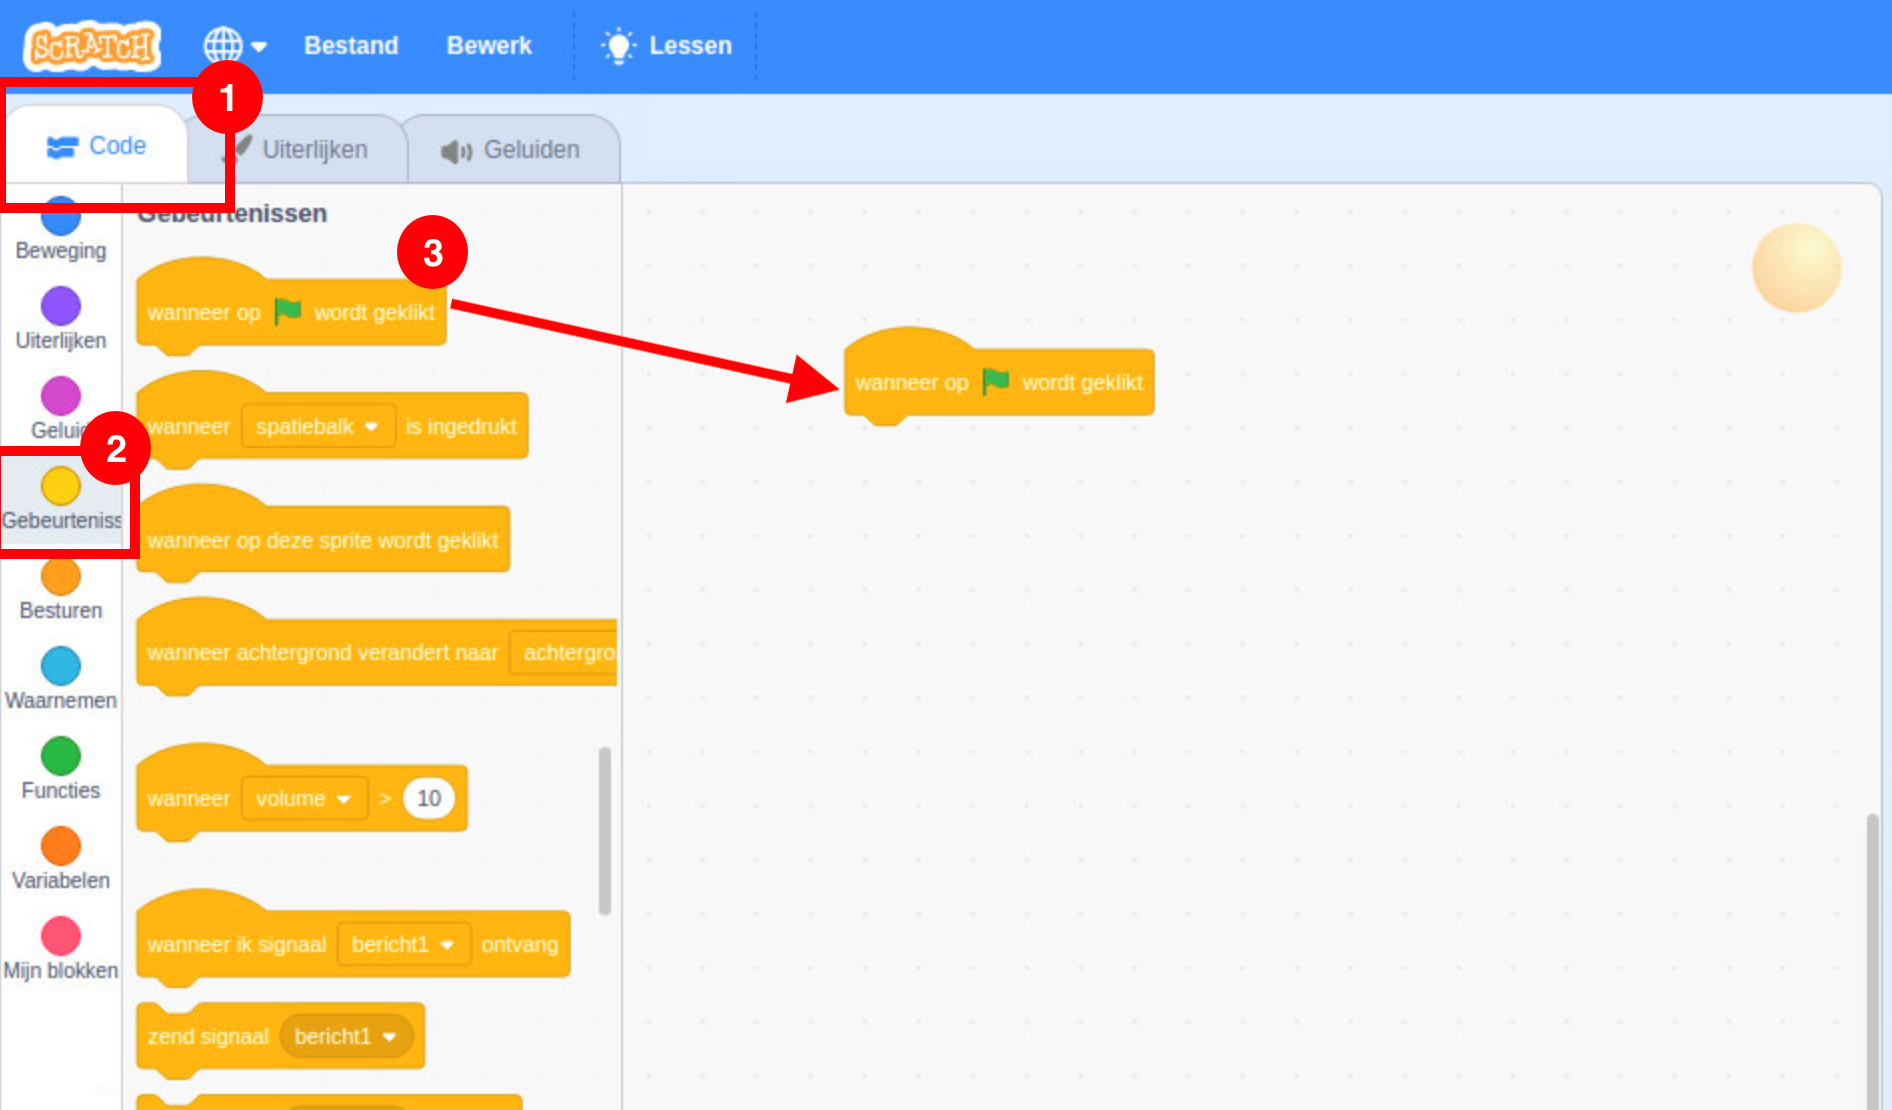 SCRATCH
Bestand
Bewerk
Lessen
1
Code
Uiterlijken
Geluiden
Beweging
Uiterlijken
Gelui
2
Gebeurteniss
Besturen
Waarnemen
Functies
Variabelen
Mijn blokken
Gebeurtenissen
3
wanneer op wordt geklikt
wanneer spatiebalk is ingedrukt
wanneer op deze sprite wordt geklikt
wanneer achtergrond verandert naar achtergro
wanneer volume > 10
wanneer ik signaal bericht1 ontvang
zend signaal bericht1
wanneer op wordt geklikt